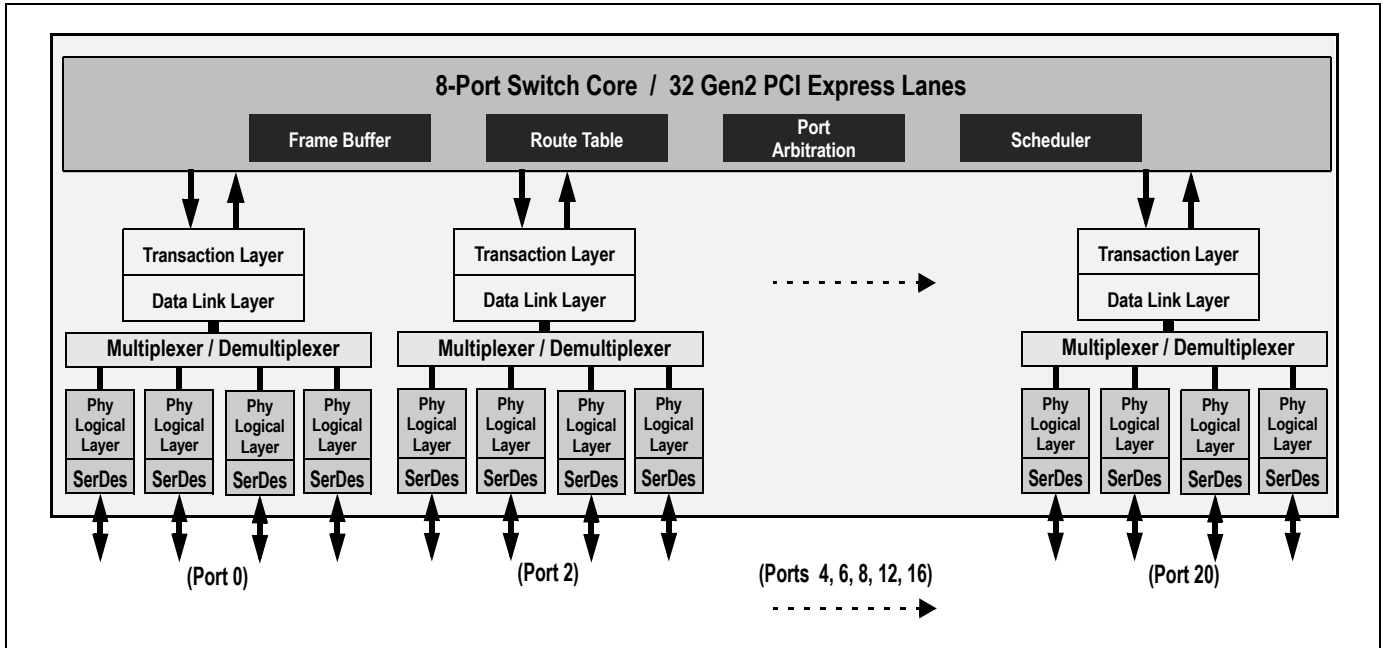 8-Port Switch Core / 32 Gen2 PCI Express Lanes
Frame Buffer
Route Table
Port
Arbitration
Scheduler
Transaction Layer
Data Link Layer
Multiplexer / Demultiplexer
Phy
Logical
Layer
SerDes
Phy
Logical
Layer
SerDes
Phy
Logical
Layer
SerDes
Phy
Logical
Layer
SerDes
(Port 0)
Transaction Layer
Data Link Layer
Multiplexer / Demultiplexer
Phy
Logical
Layer
SerDes
Phy
Logical
Layer
SerDes
Phy
Logical
Layer
SerDes
Phy
Logical
Layer
SerDes
(Port 2)
(Ports 4, 6, 8, 12, 16)
Transaction Layer
Data Link Layer
Multiplexer / Demultiplexer
Phy
Logical
Layer
SerDes
Phy
Logical
Layer
SerDes
Phy
Logical
Layer
SerDes
Phy
Logical
Layer
SerDes
(Port 20)